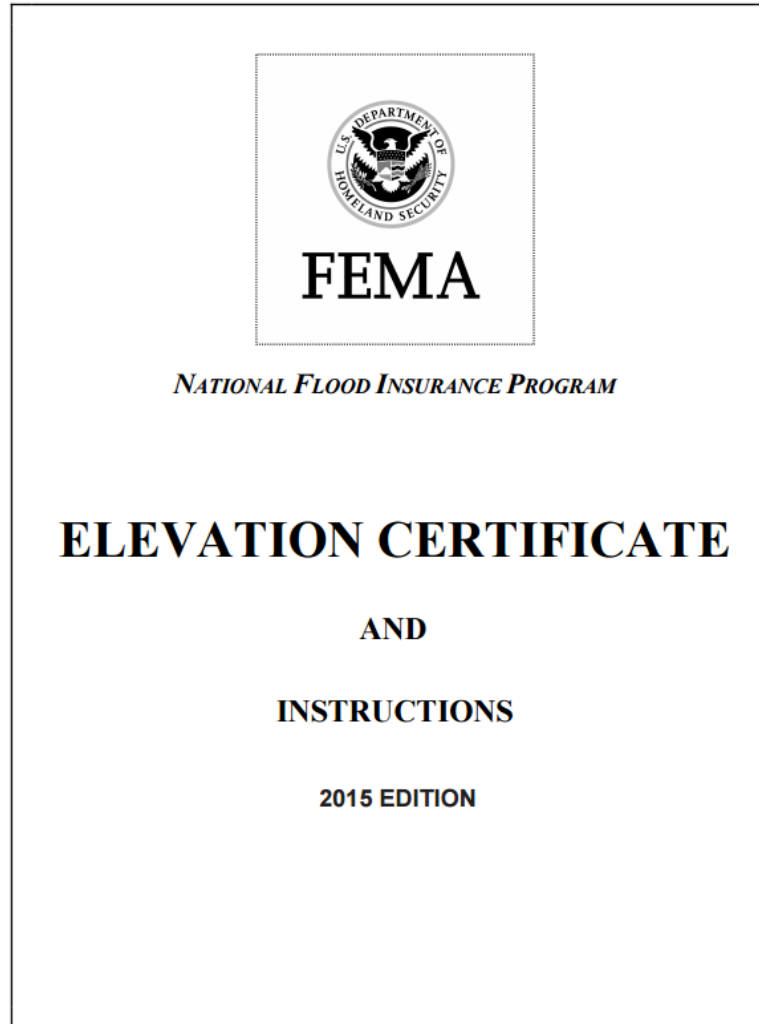 U.S. DEPARTMENT OF
HOMELAND SECURITY
FEMA
NATIONAL FLOOD INSURANCE PROGRAM
ELEVATION CERTIFICATE
AND
INSTRUCTIONS
2015 EDITION